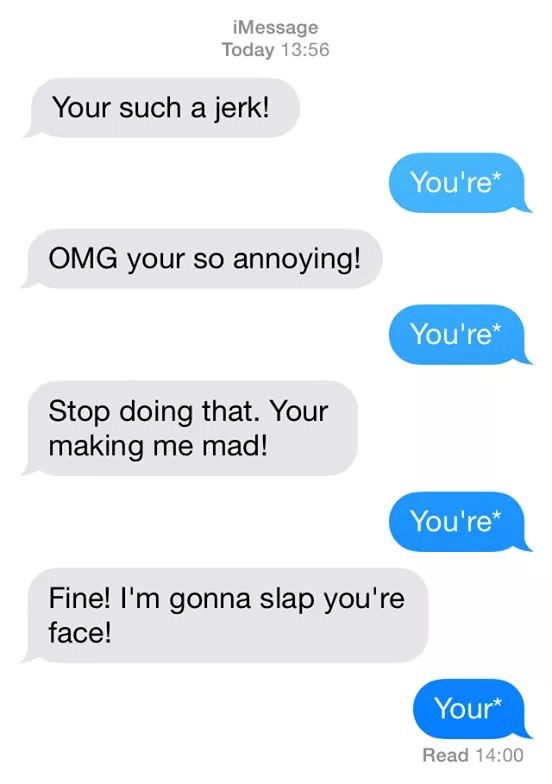 iMessage
Today 13:56
Your such a jerk!
You're*
OMG your so annoying!
You're*
Stop doing that. Your
making me mad!
You're*
Fine! I'm gonna slap you're
face!
Your*
Read 14:00